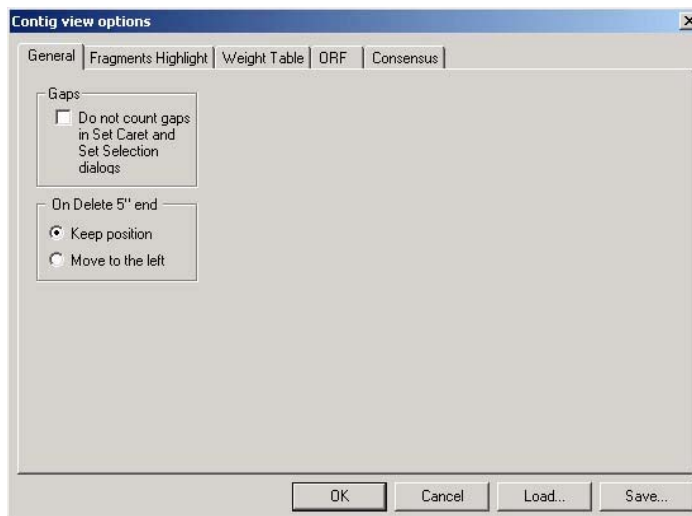 Contig view options
General
Fragments Highlight
Weight Table
ORF
Consensus
Gaps
Do not count gaps
in Set Caret and
Set Selection
dialogs
On Delete 5'' end
Keep position
Move to the left
OK
Cancel
Load...
Save...